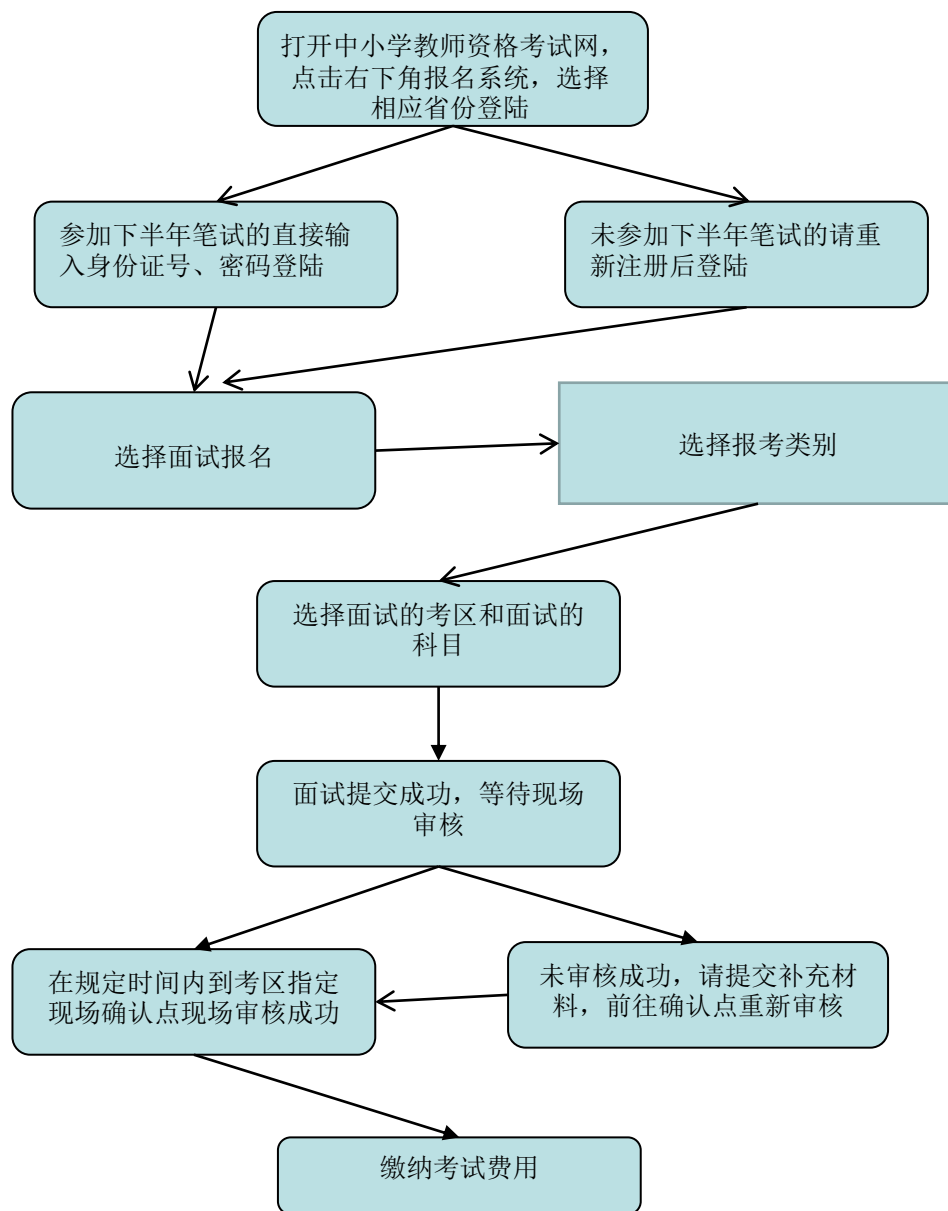 打开中小学教师资格考试网，
点击右下角报名系统，选择
相应省份登陆
参加下半年笔试的直接输
入身份证号、密码登陆
未参加下半年笔试的请重
新注册后登陆
选择面试报名
选择报考类别
选择面试的考区和面试的
科目
面试提交成功，等待现场
审核
在规定时间内到考区指定
现场确认点现场审核成功
未审核成功，请提交补充材
料，前往确认点重新审核
缴纳考试费用